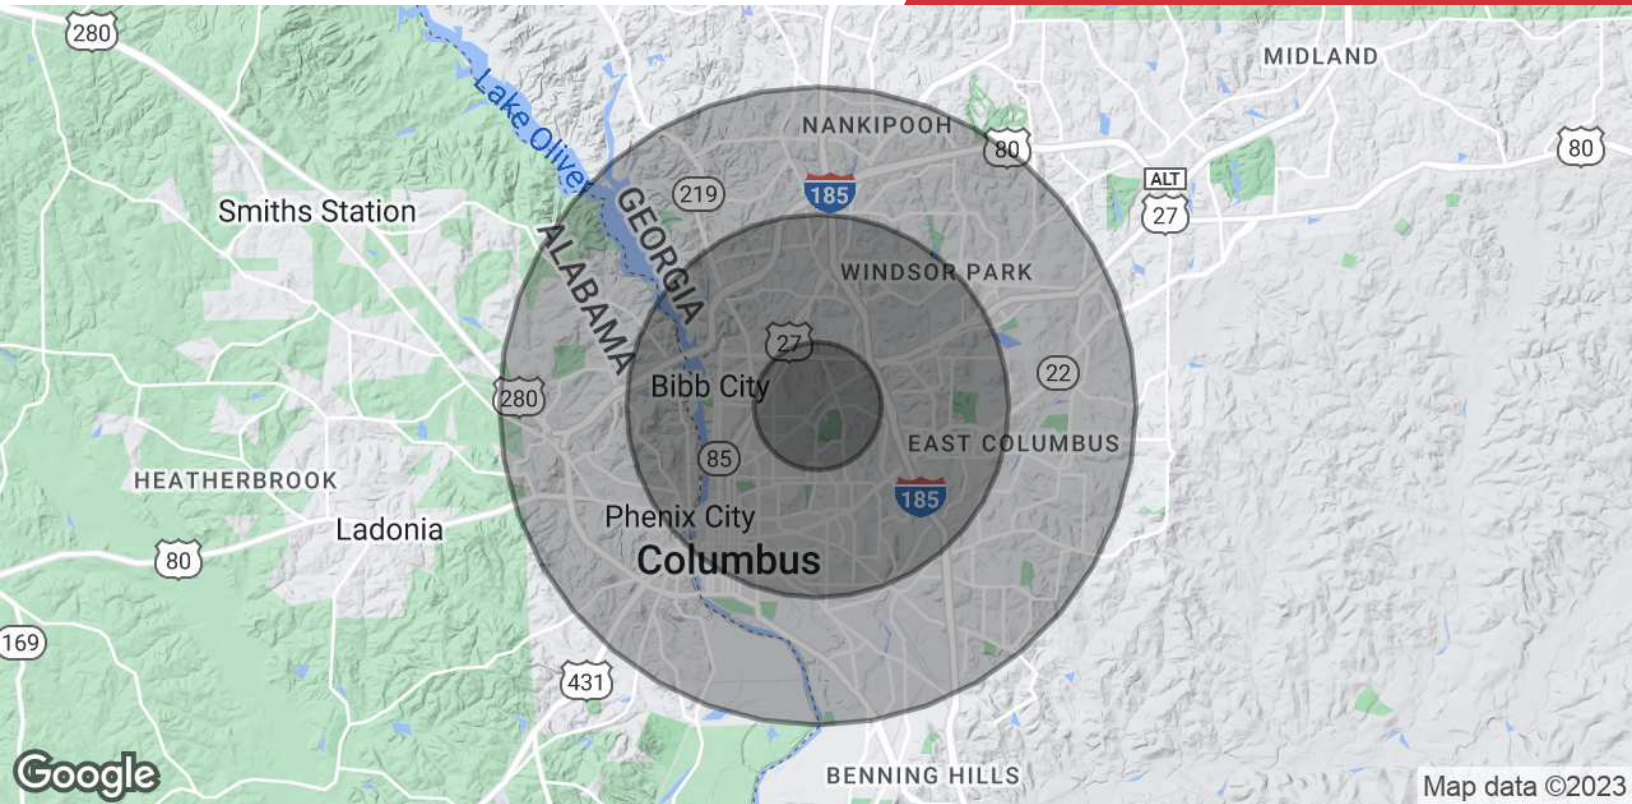 280
MIDLAND
Lake Oliver
NANKIPOOH
80
80
ALT
27
219
185
Smiths Station
GEORGIA
ALABAMA
WINDSOR PARK
27
22
Bibb City
280
EAST COLUMBUS
85
HEATHERBROOK
185
Phenix City
Ladonia
Columbus
80
169
431
Google
BENNING HILLS
Map data ©2023